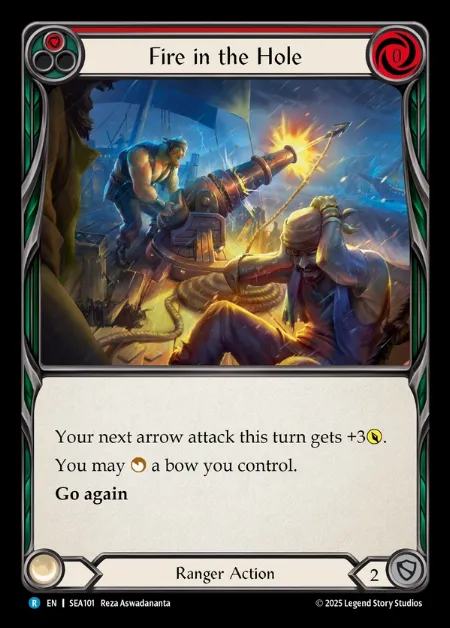 0
Fire in the Hole
Your next arrow attack this turn gets +3.
You may a bow you control.
Go again
Ranger Action
2
R EN | SEA101 Reza Aswadananta © 2025 Legend Story Studios